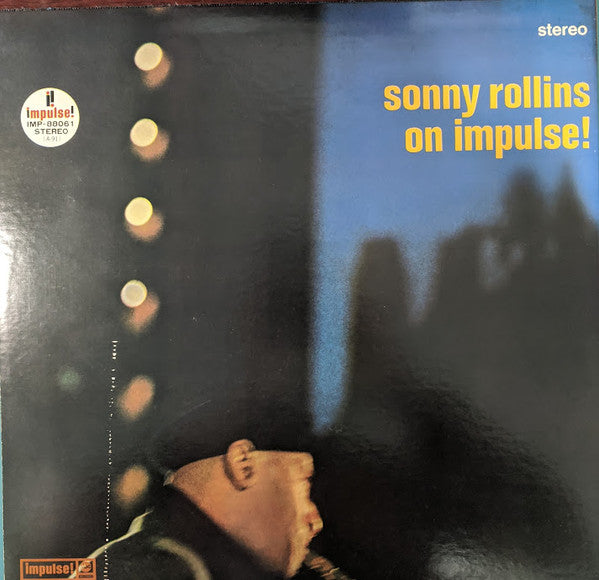 stereo
sonny rollins
on impulse!
i!
impulse!
IMP-88061
STEREO
impulse!